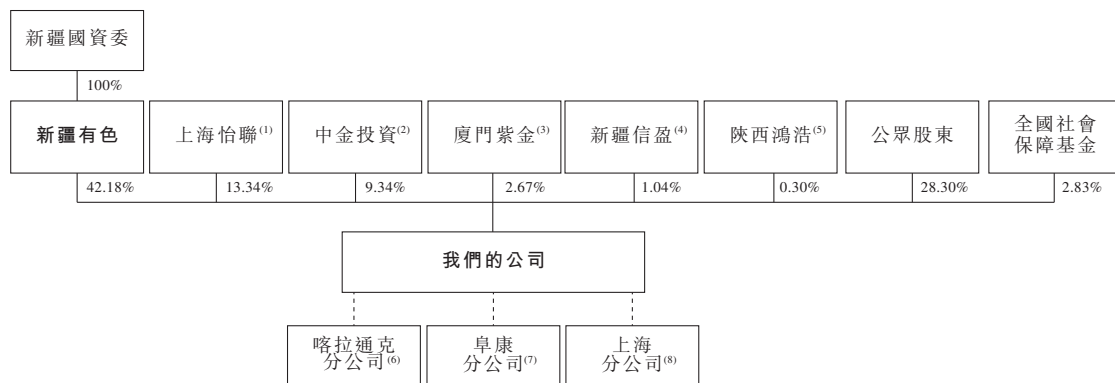 新疆國資委
100%
新疆有色
上海怡聯(1)
中金投資(2)
廈門紫金(3)
新疆信盈(4)
陝西鴻浩(5)
公眾股東
全國社會
保障基金
42.18%
13.34%
9.34%
2.67%
1.04%
0.30%
28.30%
2.83%
我們的公司
喀拉通克
分公司(6)
阜康
分公司(7)
上海
分公司(8)